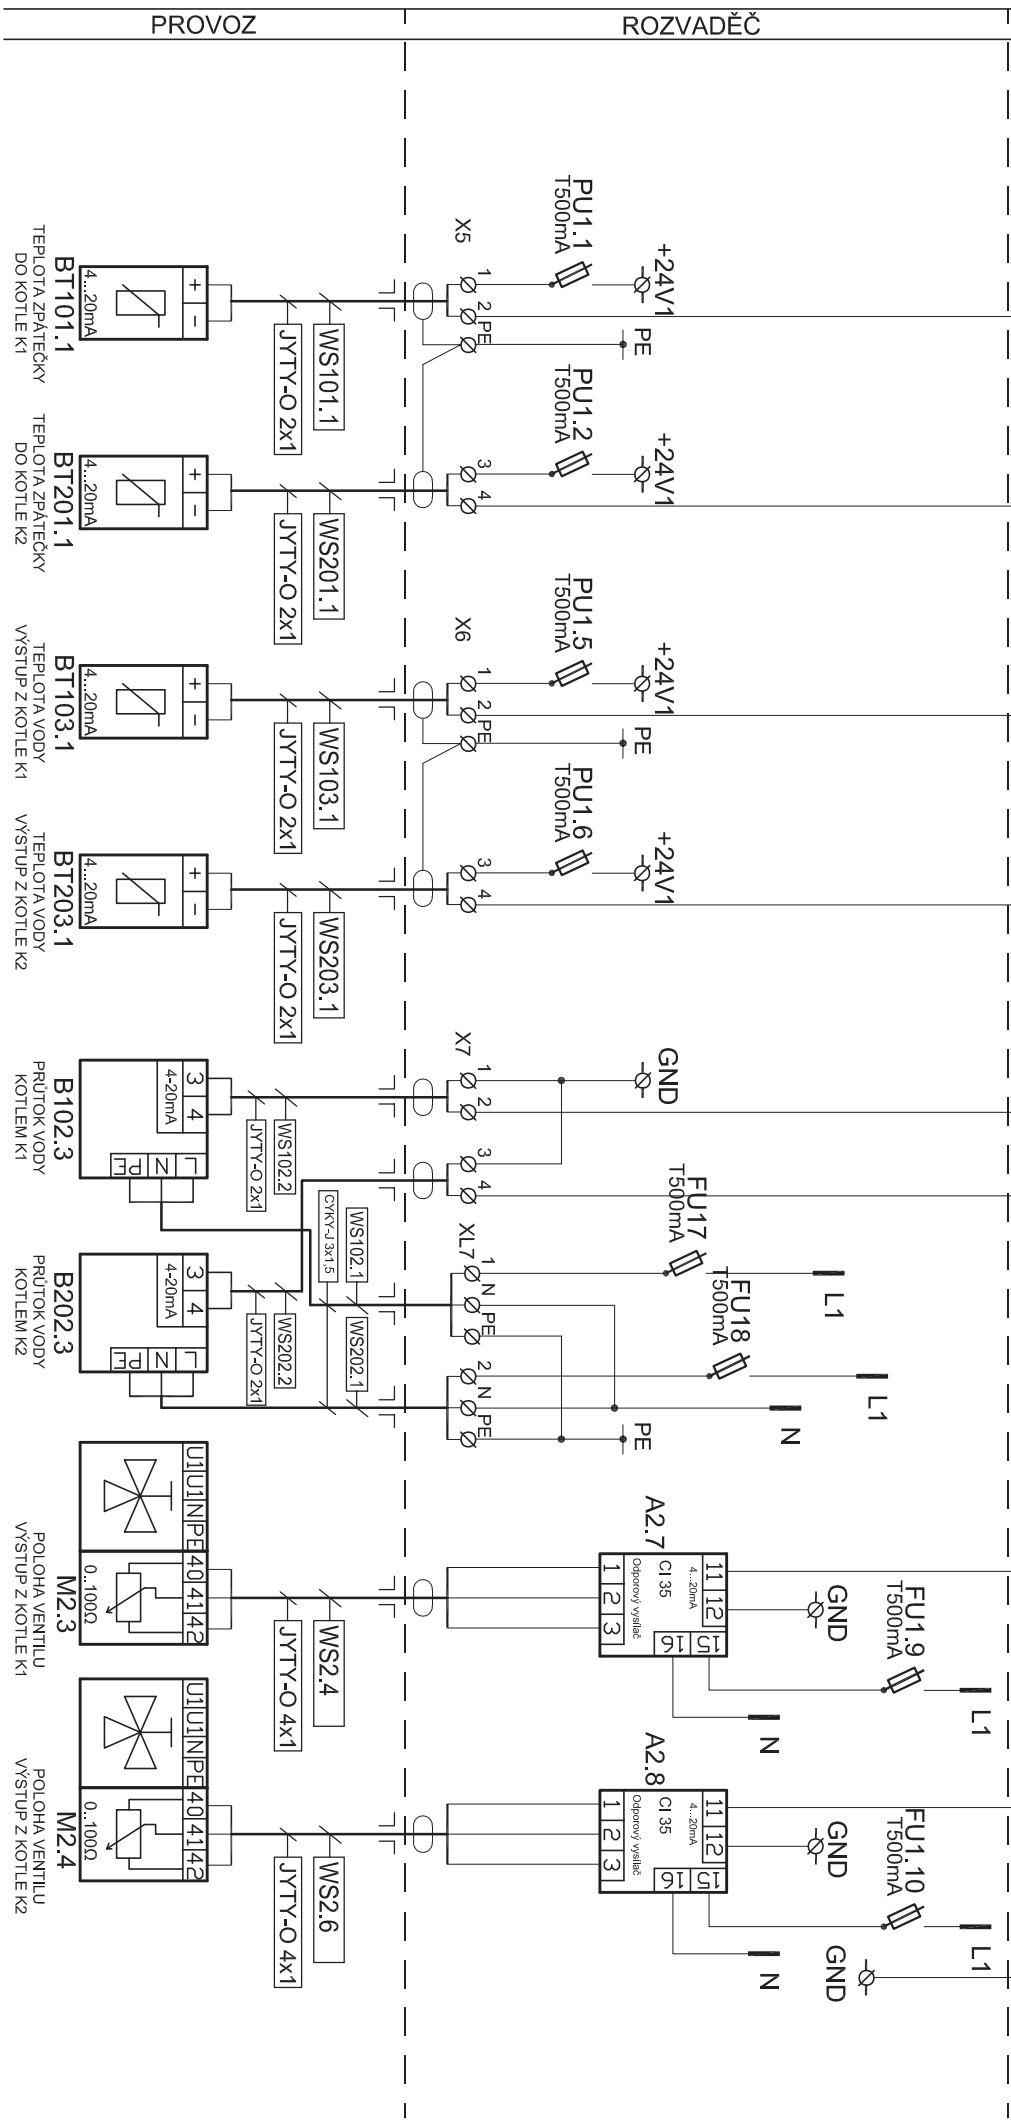 PROVOZ
ROZVADĚČ
PU1.1
T500mA
+24V1
X5
1
2
PE
PE
BT101.1
4...20mA
+
-
TEPLOTA ZPÁTEČKY
DO KOTLE K1
WS101.1
JYTY-O 2x1
PU1.2
T500mA
+24V1
3
4
BT201.1
4...20mA
+
-
TEPLOTA ZPÁTEČKY
DO KOTLE K2
WS201.1
JYTY-O 2x1
PU1.5
T500mA
+24V1
X6
1
2
PE
PE
BT103.1
4...20mA
+
-
TEPLOTA VODY
VÝSTUP Z KOTLE K1
WS103.1
JYTY-O 2x1
PU1.6
T500mA
+24V1
3
4
BT203.1
4...20mA
+
-
TEPLOTA VODY
VÝSTUP Z KOTLE K2
WS203.1
JYTY-O 2x1
GND
X7
1
2
3
4
B102.3
3 4
4-20mA
L N PE
PRŮTOK VODY
KOTLEM K1
WS102.2
JYTY-O 2x1
WS102.1
CYKY-J 3x1,5
FU17
T500mA
L1
FU18
T500mA
L1
N
PE
XL7
1
N
PE
2
N
PE
B202.3
3 4
4-20mA
L N PE
PRŮTOK VODY
KOTLEM K2
WS202.2
JYTY-O 2x1
WS202.1
A2.7
CI 35
4...20mA
Odporový vysílač
11 12
1 2 3
15 16
GND
FU1.9
T500mA
L1
N
U1 U1 N PE 40 41 42
0..100Ω
M2.3
POLOHA VENTILU
VÝSTUP Z KOTLE K1
WS2.4
JYTY-O 4x1
A2.8
CI 35
4...20mA
Odporový vysílač
11 12
1 2 3
15 16
GND
FU1.10
T500mA
L1
N
GND
U1 U1 N PE 40 41 42
0..100Ω
M2.4
POLOHA VENTILU
VÝSTUP Z KOTLE K2
WS2.6
JYTY-O 4x1